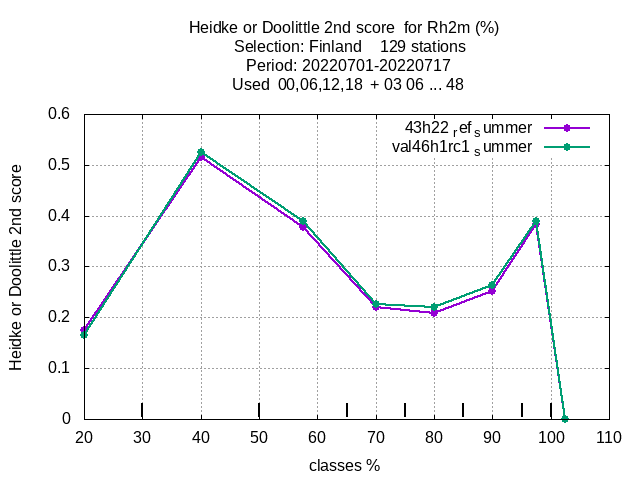 Heidke or Doolittle 2nd score  for Rh2m (%)
Selection: Finland    129 stations
Period: 20220701-20220717
Used  00,06,12,18  + 03 06 ... 48
43h22 ref summer
val46h1rc1 summer
Heidke or Doolittle 2nd score
0.6
0.5
0.4
0.3
0.2
0.1
0
20 30 40 50 60 70 80 90 100 110
classes %